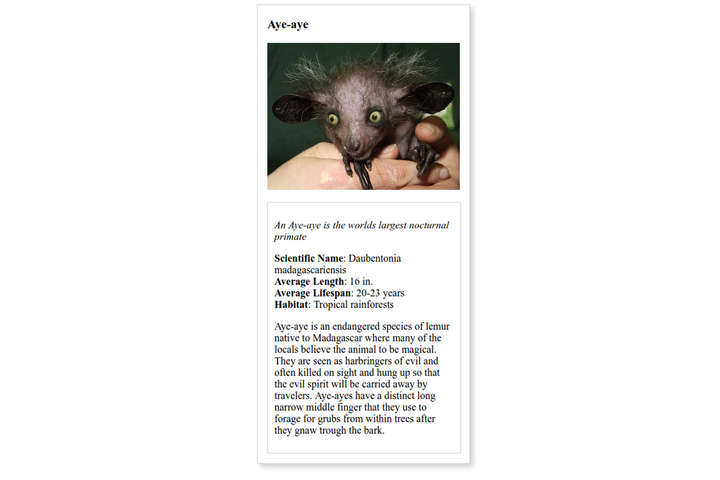 Aye-aye
An Aye-aye is the worlds largest nocturnal
primate
Scientific Name: Daubentonia
madagascariensis
Average Length: 16 in.
Average Lifespan: 20-23 years
Habitat: Tropical rainforests
Aye-aye is an endangered species of lemur
native to Madagascar where many of the
locals believe the animal to be magical.
They are seen as harbringers of evil and
often killed on sight and hung up so that
the evil spirit will be carried away by
travelers. Aye-ayes have a distinct long
narrow middle finger that they use to
forage for grubs from within trees after
they gnaw trough the bark.